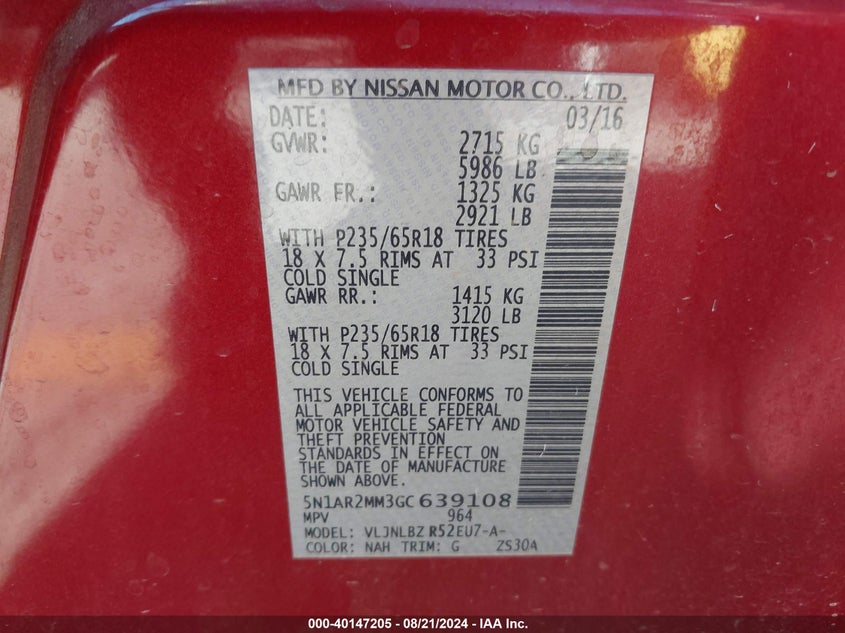 MFD BY NISSAN MOTOR CO., LTD.
DATE: 03/16
GVWR: 2715 KG
5986 LB
GAWR FR.: 1325 KG
2921 LB
WITH P235/65R18 TIRES
18 X 7.5 RIMS AT 33 PSI
COLD SINGLE
GAWR RR.: 1415 KG
3120 LB
WITH P235/65R18 TIRES
18 X 7.5 RIMS AT 33 PSI
COLD SINGLE
THIS VEHICLE CONFORMS TO
ALL APPLICABLE FEDERAL
MOTOR VEHICLE SAFETY AND
THEFT PREVENTION
STANDARDS IN EFFECT ON
THE DATE OF MANUFACTURE
SHOWN ABOVE.
5N1AR2MM3GC639108
MPV 964
MODEL: VLJNLBZ R52EU7-A-
COLOR: NAH TRIM: G ZS30A
000-40147205 - 08/21/2024 - IAA Inc.